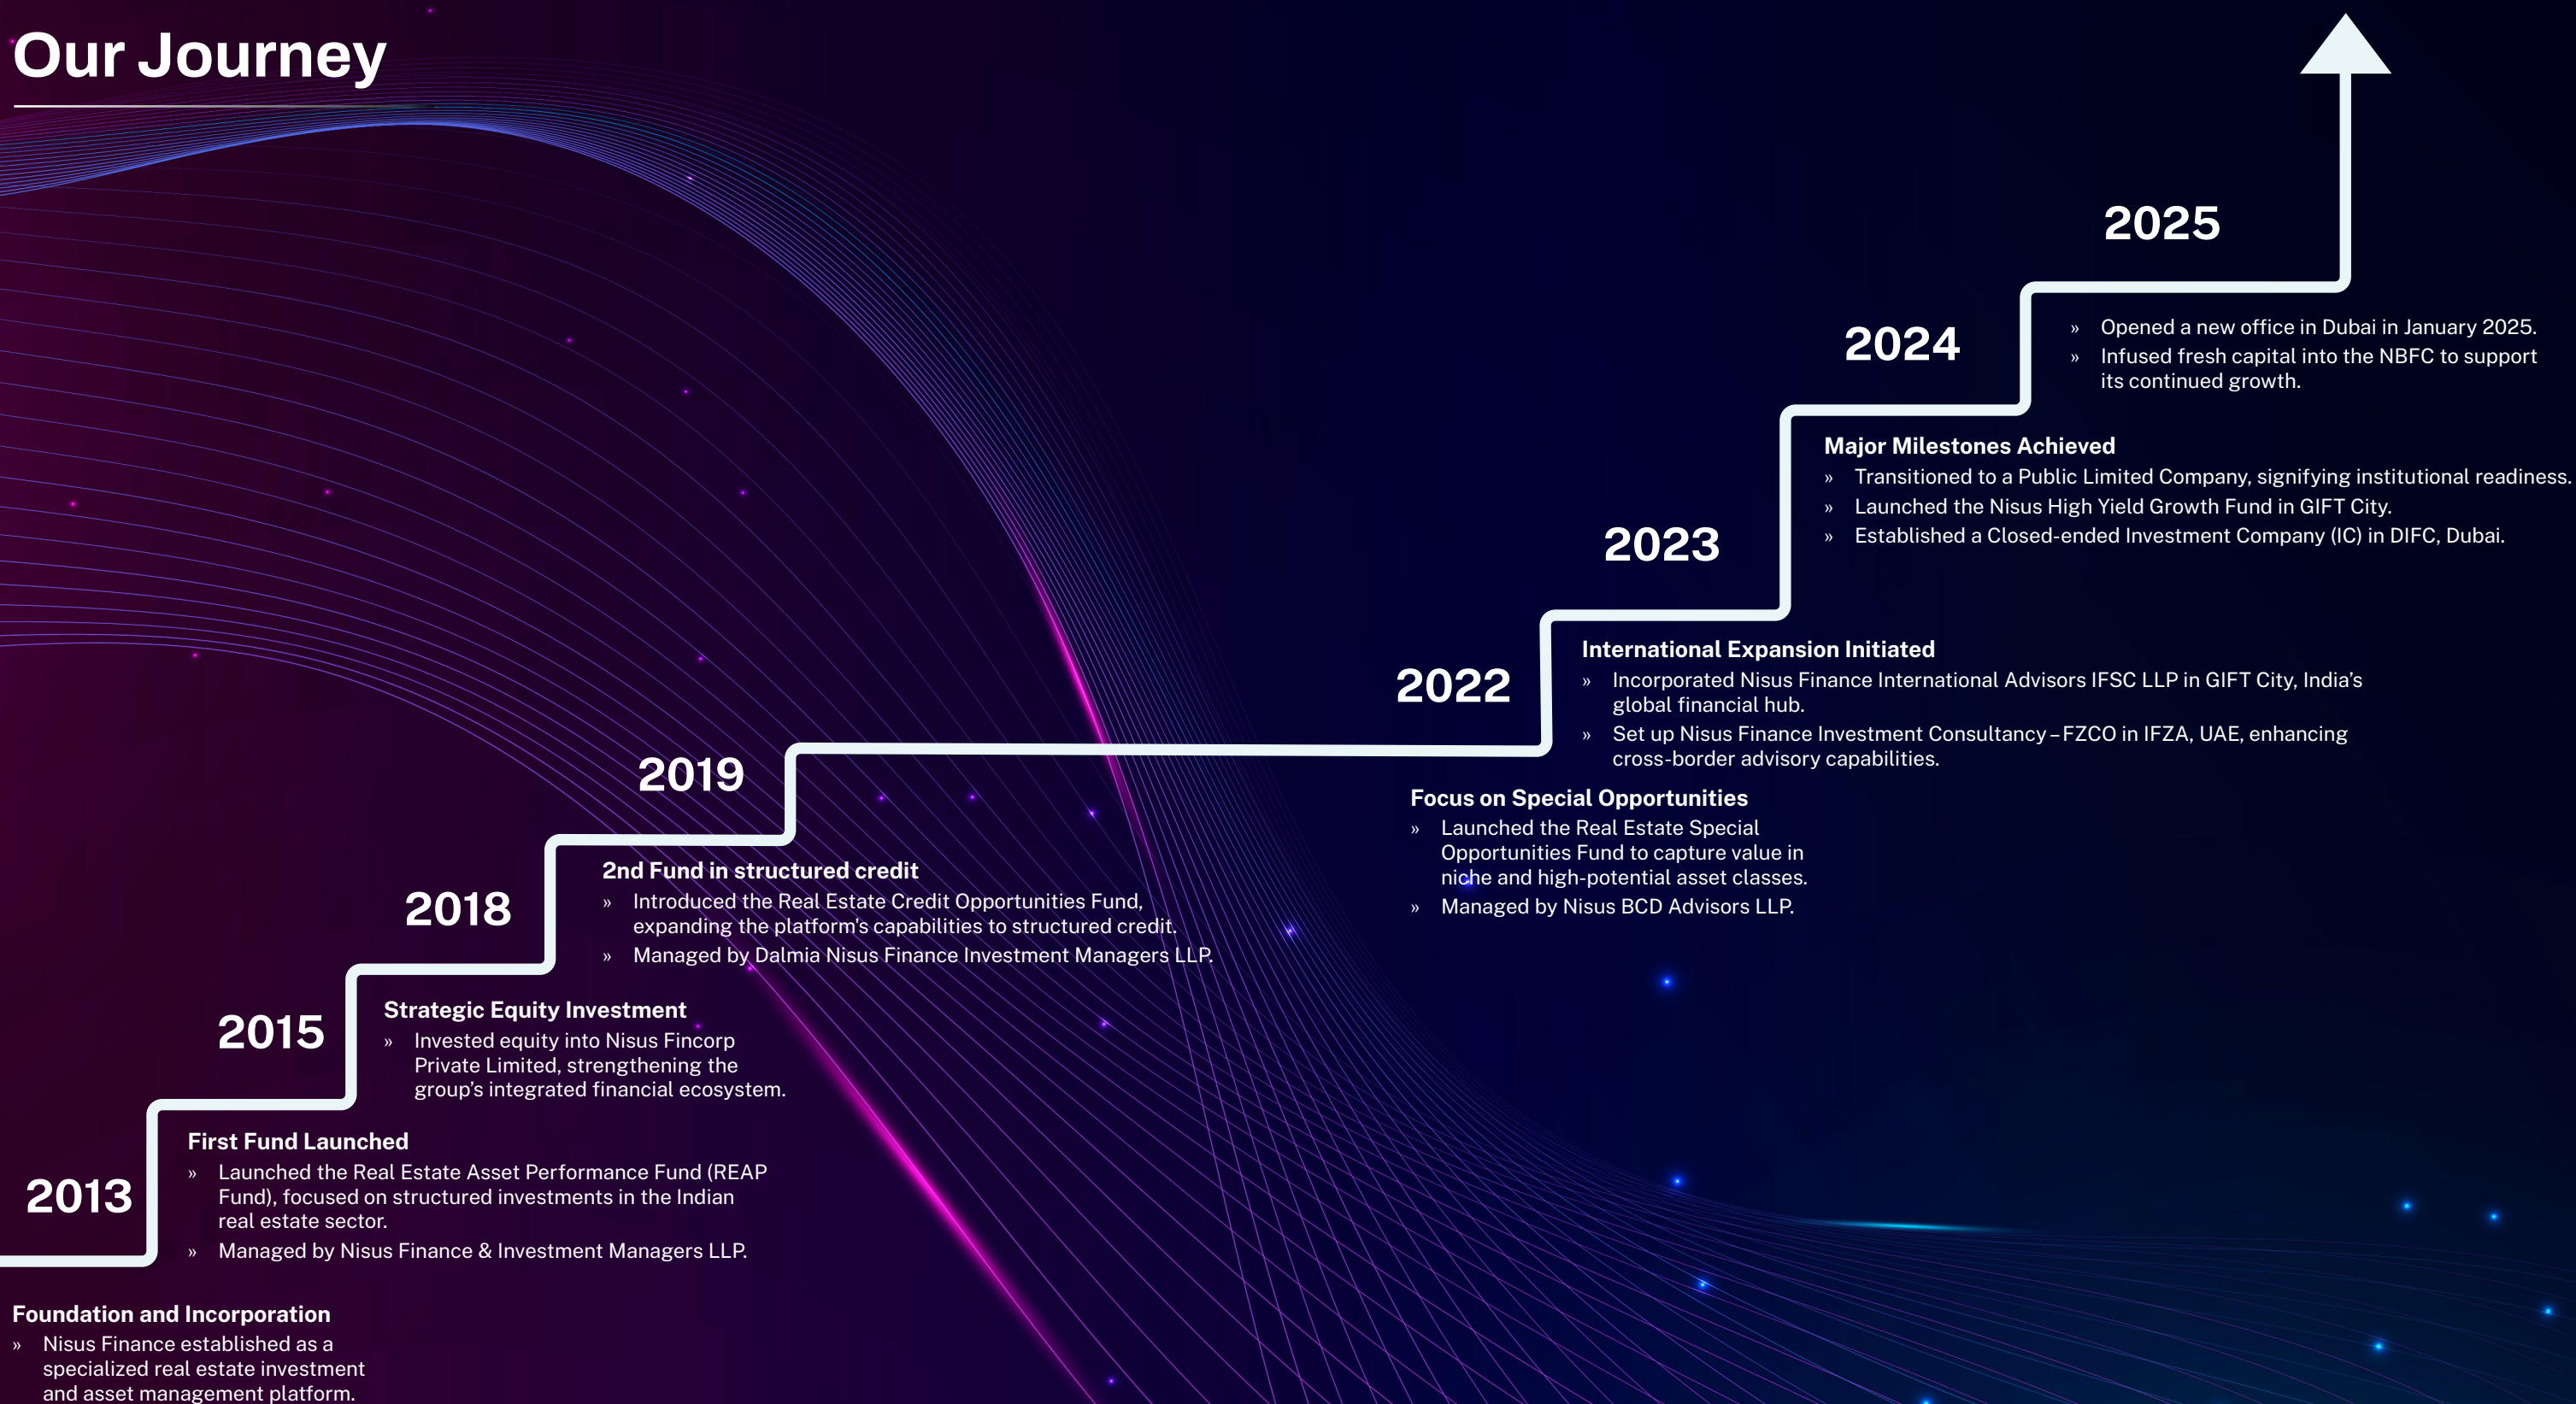 Our Journey
2025
» Opened a new office in Dubai in January 2025.
» Infused fresh capital into the NBFC to support
its continued growth.
2024
Major Milestones Achieved
» Transitioned to a Public Limited Company, signifying institutional readiness.
» Launched the Nisus High Yield Growth Fund in GIFT City.
» Established a Closed-ended Investment Company (IC) in DIFC, Dubai.
2023
International Expansion Initiated
» Incorporated Nisus Finance International Advisors IFSC LLP in GIFT City, India’s
global financial hub.
» Set up Nisus Finance Investment Consultancy – FZCO in IFZA, UAE, enhancing
cross-border advisory capabilities.
2022
Focus on Special Opportunities
» Launched the Real Estate Special
Opportunities Fund to capture value in
niche and high-potential asset classes.
» Managed by Nisus BCD Advisors LLP.
2019
2nd Fund in structured credit
» Introduced the Real Estate Credit Opportunities Fund,
expanding the platform's capabilities to structured credit.
» Managed by Dalmia Nisus Finance Investment Managers LLP.
2018
Strategic Equity Investment
» Invested equity into Nisus Fincorp
Private Limited, strengthening the
group’s integrated financial ecosystem.
2015
First Fund Launched
» Launched the Real Estate Asset Performance Fund (REAP
Fund), focused on structured investments in the Indian
real estate sector.
» Managed by Nisus Finance & Investment Managers LLP.
2013
Foundation and Incorporation
» Nisus Finance established as a
specialized real estate investment
and asset management platform.